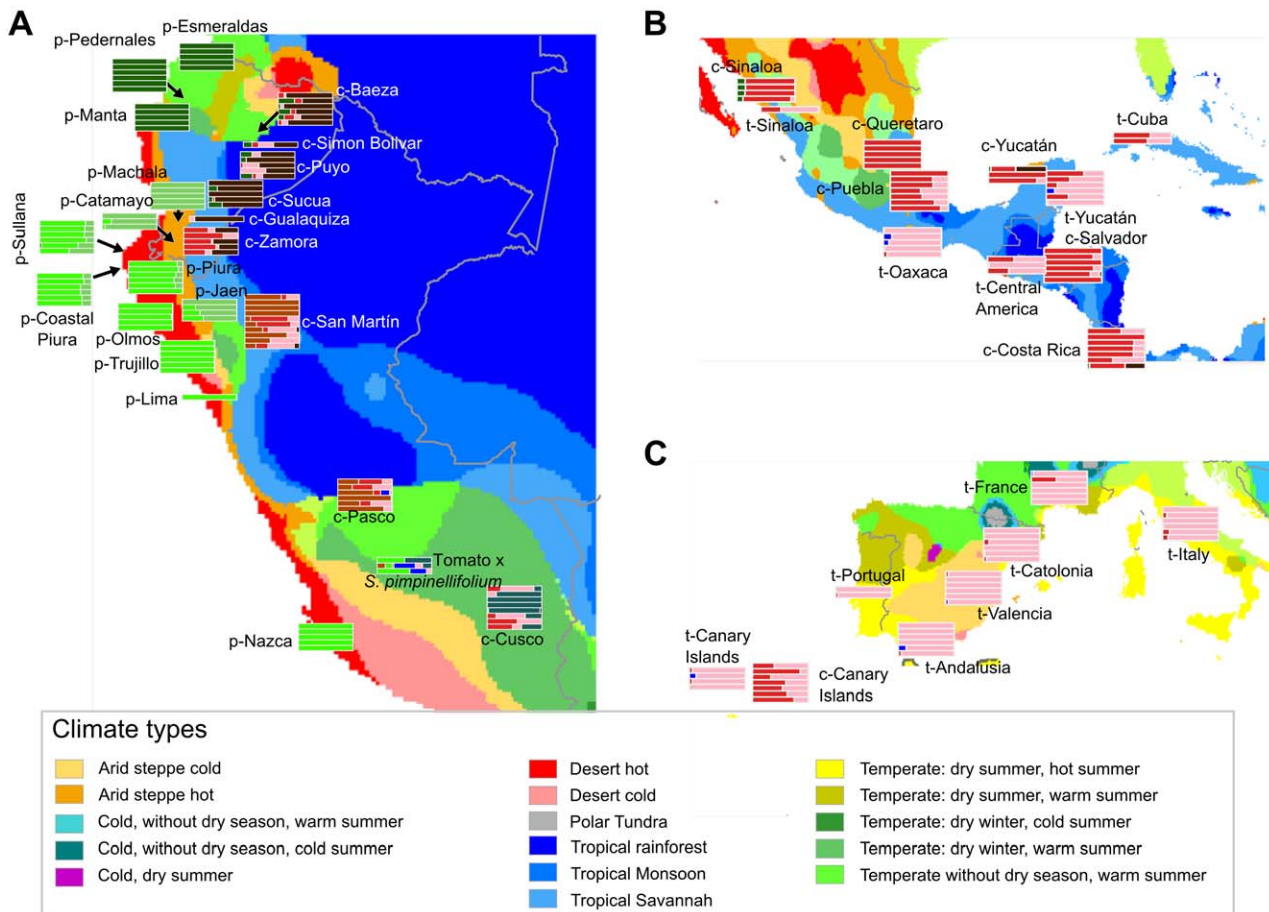 A
p-Esmeraldas
p-Pedernales
c-Baeza
p-Manta
c-Simon Bolivar
c-Puyo
p-Machala
p-Catamayo
c-Sucua
c-Gualaquiza
p-Sullana
c-Zamora
p-Piura
p-Jaen
p-Coastal
Piura
c-San Martín
p-Olmos
p-Trujillo
p-Lima
c-Pasco
Tomato x
S. pimpinellifolium
c-Cusco
p-Nazca
B
c-Sinaloa
t-Sinaloa
c-Queretaro
t-Cuba
c-Yucatán
c-Puebla
t-Yucatán
c-Salvador
t-Oaxaca
t-Central
America
c-Costa Rica
C
t-France
t-Italy
t-Catolonia
t-Portugal
t-Valencia
t-Andalusia
t-Canary
Islands
c-Canary
Islands
Climate types
Arid steppe cold
Arid steppe hot
Cold, without dry season, warm summer
Cold, without dry season, cold summer
Cold, dry summer
Desert hot
Desert cold
Polar Tundra
Tropical rainforest
Tropical Monsoon
Tropical Savannah
Temperate: dry summer, hot summer
Temperate: dry summer, warm summer
Temperate: dry winter, cold summer
Temperate: dry winter, warm summer
Temperate without dry season, warm summer